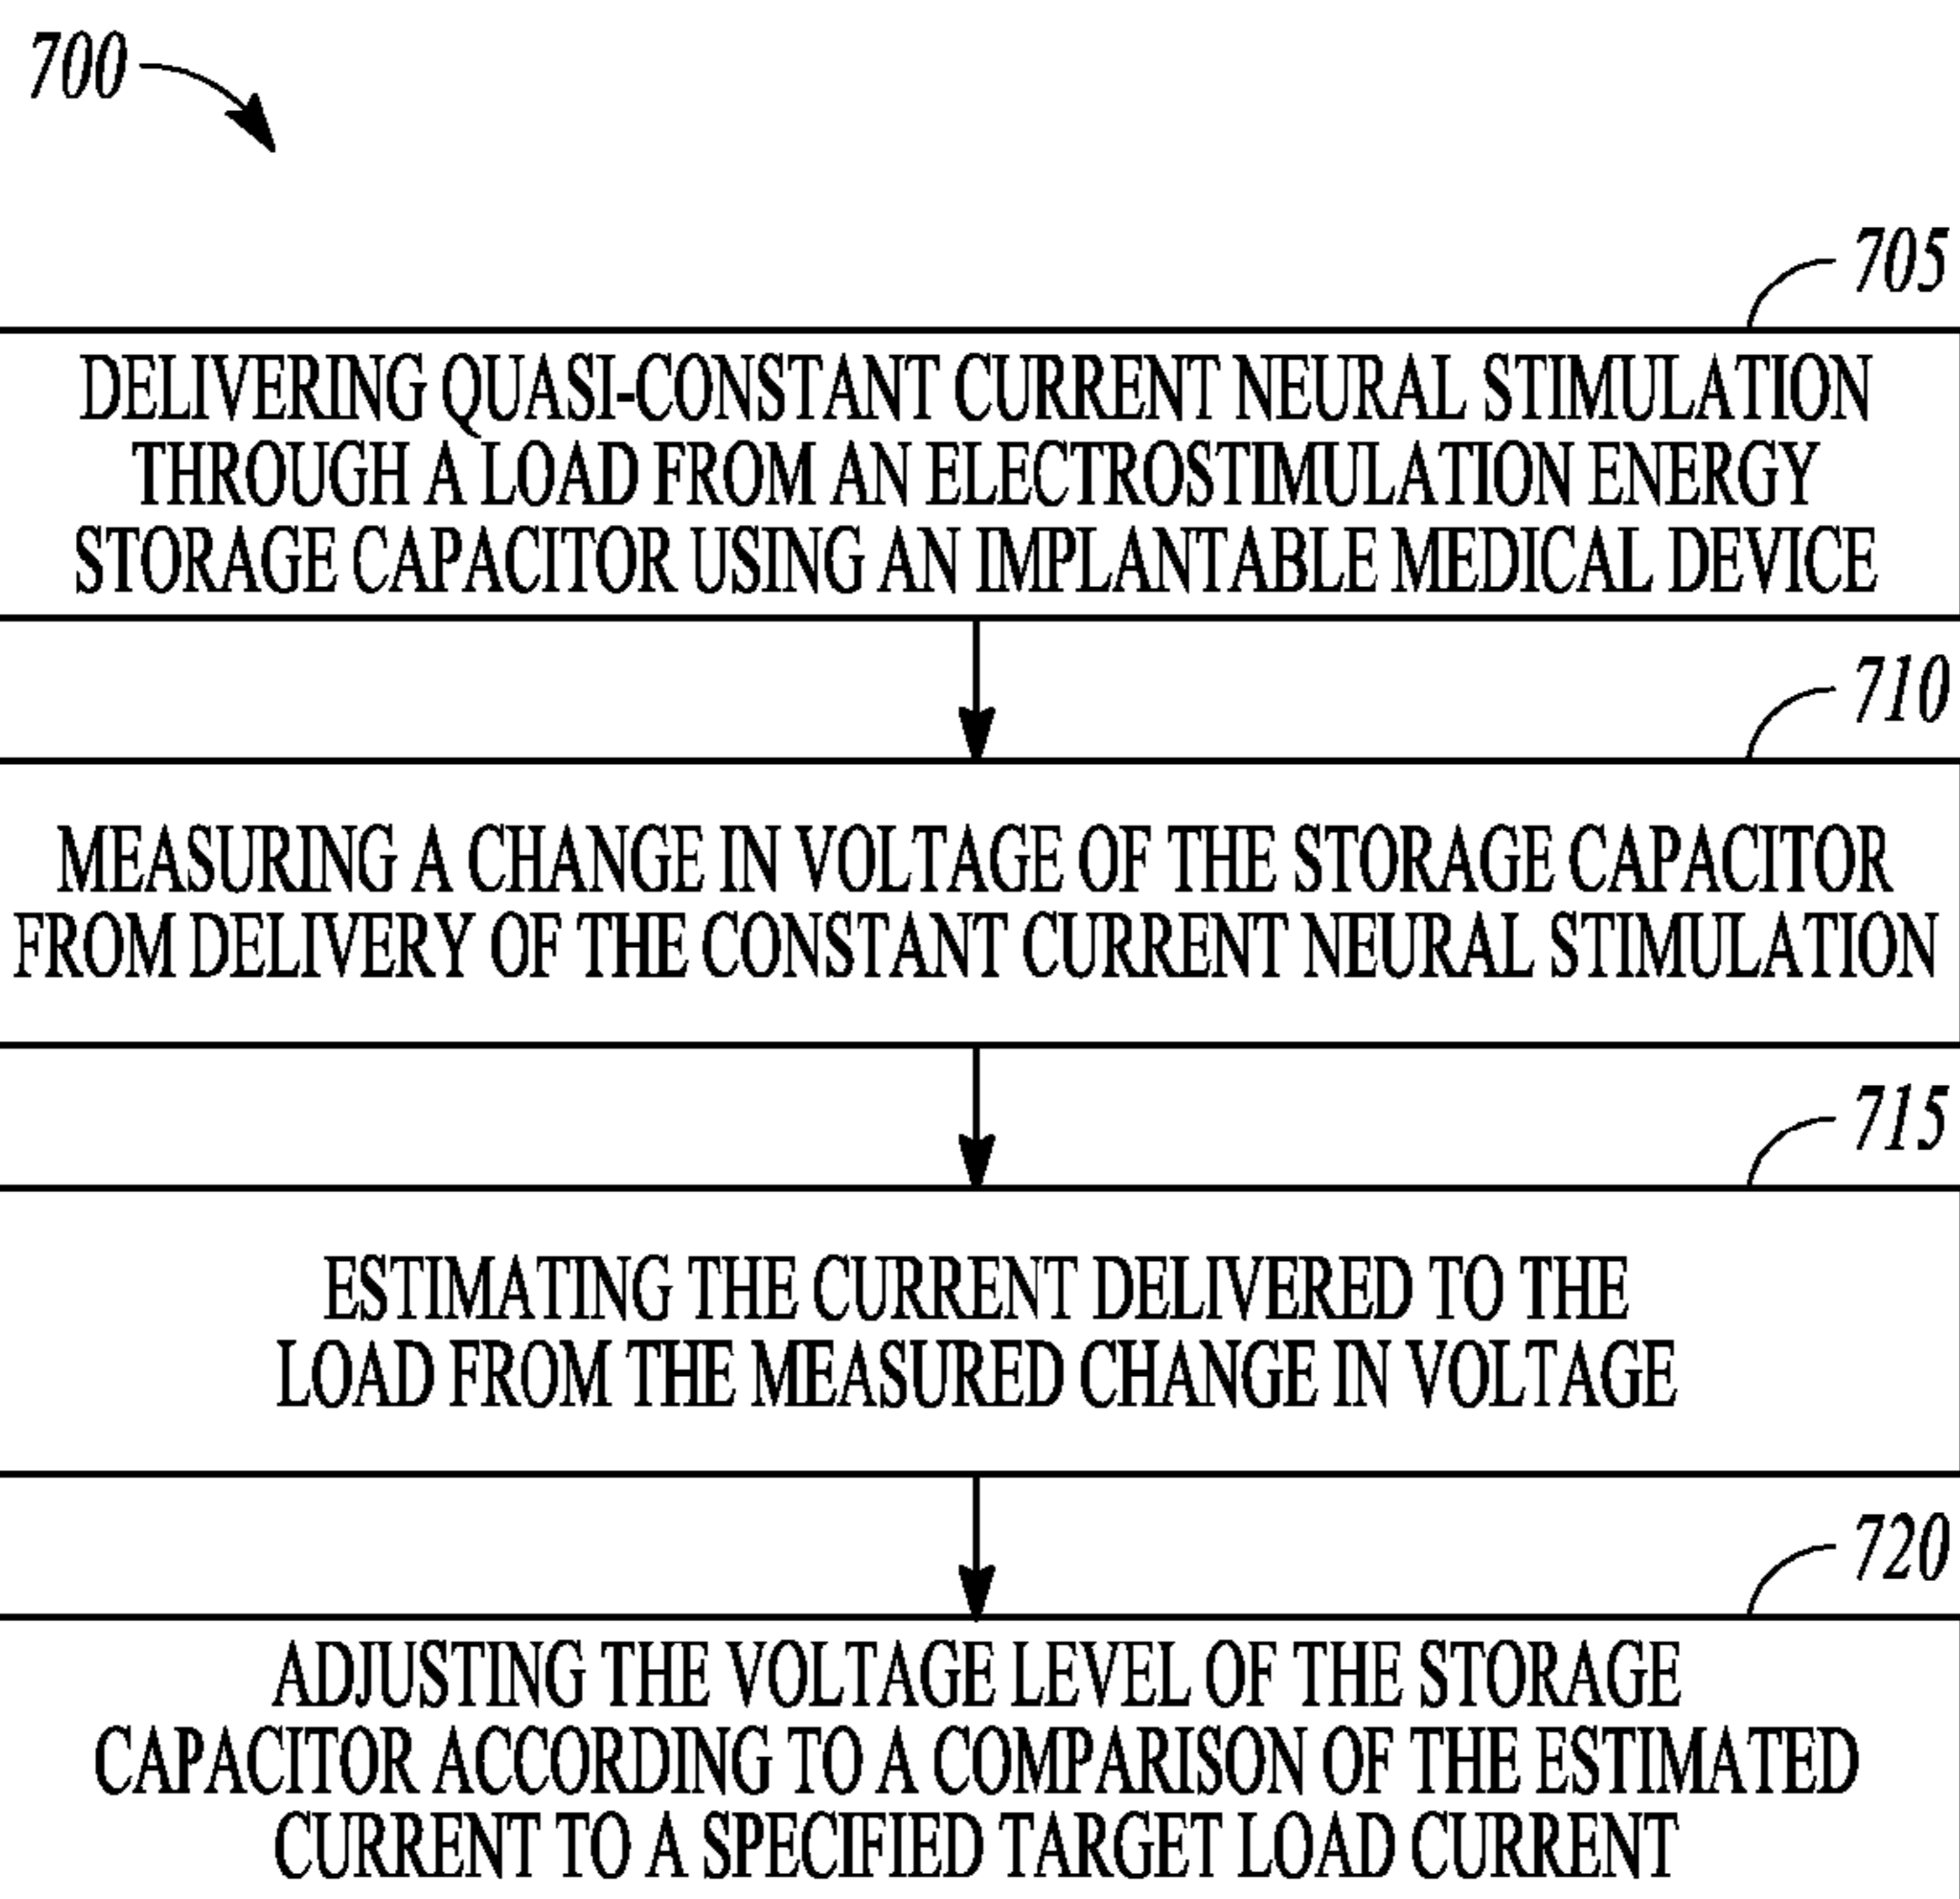 700
705
DELIVERING QUASI-CONSTANT CURRENT NEURAL STIMULATION
THROUGH A LOAD FROM AN ELECTROSTIMULATION ENERGY
STORAGE CAPACITOR USING AN IMPLANTABLE MEDICAL DEVICE
710
MEASURING A CHANGE IN VOLTAGE OF THE STORAGE CAPACITOR
FROM DELIVERY OF THE CONSTANT CURRENT NEURAL STIMULATION
715
ESTIMATING THE CURRENT DELIVERED TO THE
LOAD FROM THE MEASURED CHANGE IN VOLTAGE
720
ADJUSTING THE VOLTAGE LEVEL OF THE STORAGE
CAPACITOR ACCORDING TO A COMPARISON OF THE ESTIMATED
CURRENT TO A SPECIFIED TARGET LOAD CURRENT